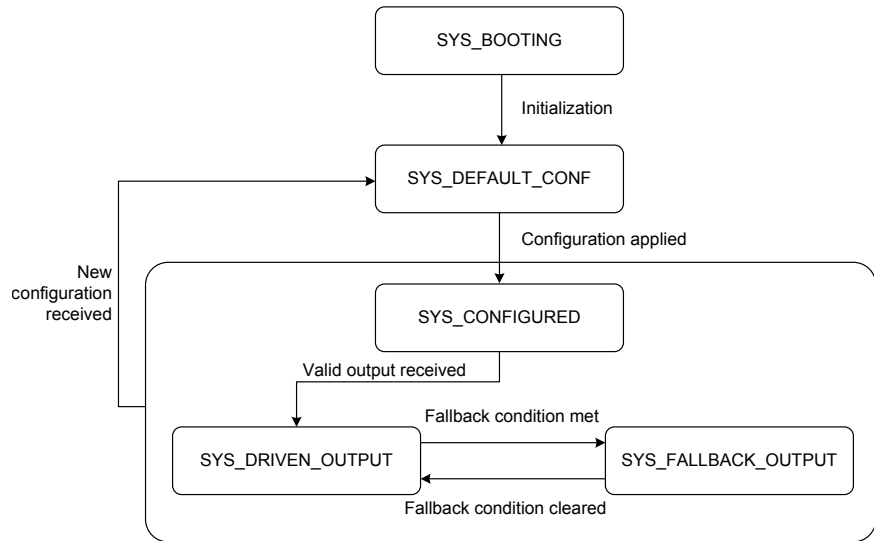 SYS_BOOTING
Initialization
SYS_DEFAULT_CONF
Configuration applied
New
configuration
received
SYS_CONFIGURED
Valid output received
Fallback condition met
SYS_DRIVEN_OUTPUT
SYS_FALLBACK_OUTPUT
Fallback condition cleared